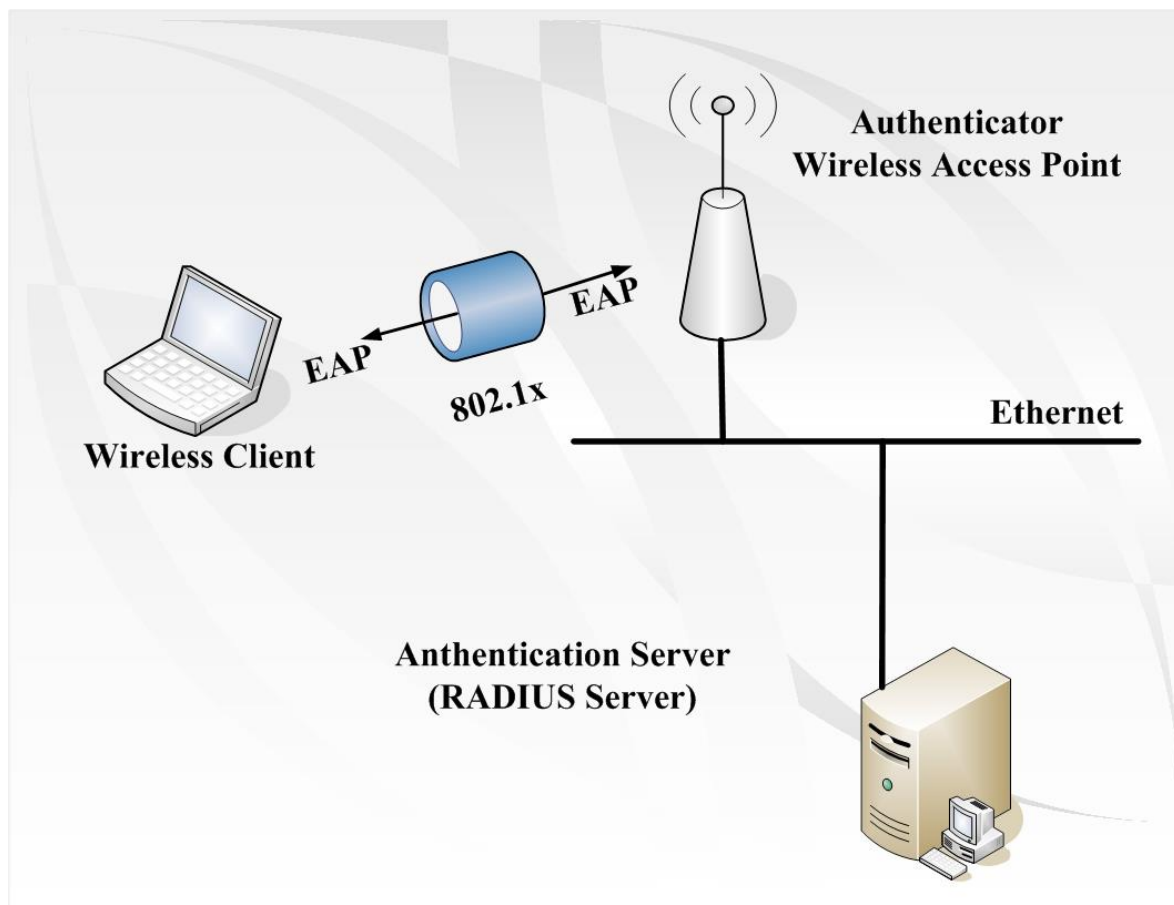 Authenticator
Wireless Access Point
EAP
EAP
802.1x
Wireless Client
Ethernet
Anthentication Server
(RADIUS Server)